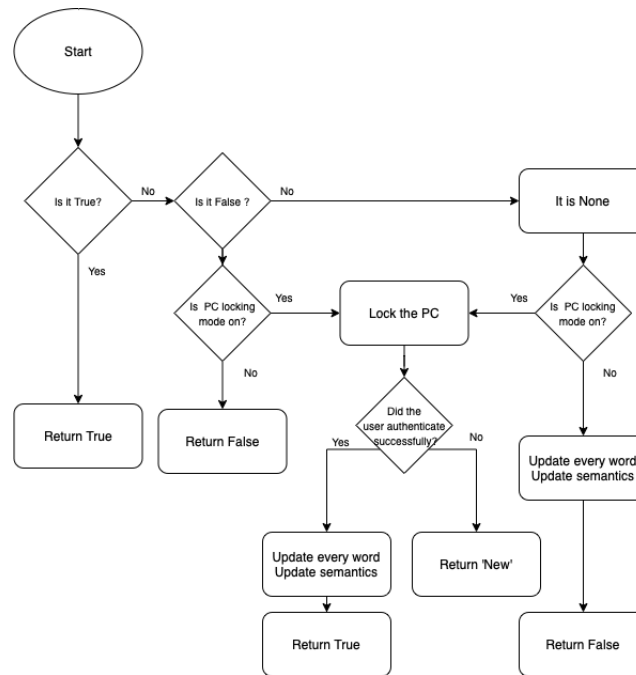 Start
Is it True?
No
Is it False ?
No
It is None
Yes
Is PC locking
mode on?
Yes
Lock the PC
Yes
Is PC locking
mode on?
No
No
Return True
Return False
Did the
user authenticate
successfully?
Yes
No
Update every word
Update semantics
Update every word
Update semantics
Return 'New'
Return True
Return False